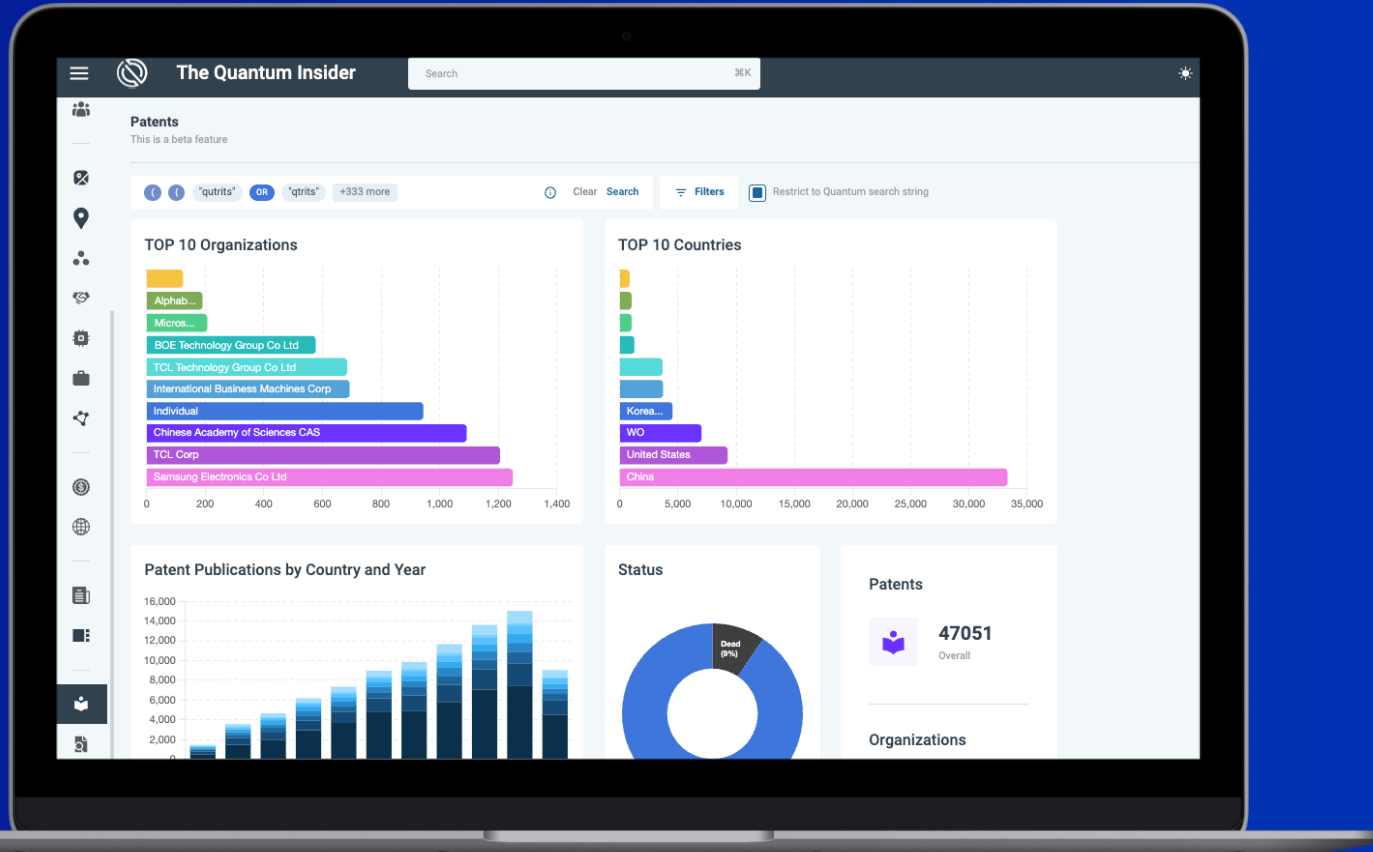 The Quantum Insider
Search ⌘K
Patents
This is a beta feature
( ( "qutrits" OR "qtrits" +333 more
Clear Search
Filters
Restrict to Quantum search string
TOP 10 Organizations
Alphab...
Micros...
BOE Technology Group Co Ltd
TCL Technology Group Co Ltd
International Business Machines Corp
Individual
Chinese Academy of Sciences CAS
TCL Corp
Samsung Electronics Co Ltd
0 200 400 600 800 1,000 1,200 1,400
TOP 10 Countries
Korea...
WO
United States
China
0 5,000 10,000 15,000 20,000 25,000 30,000 35,000
Patent Publications by Country and Year
16,000
14,000
12,000
10,000
8,000
6,000
4,000
2,000
Status
Dead
(9%)
Patents
47051
Overall
Organizations